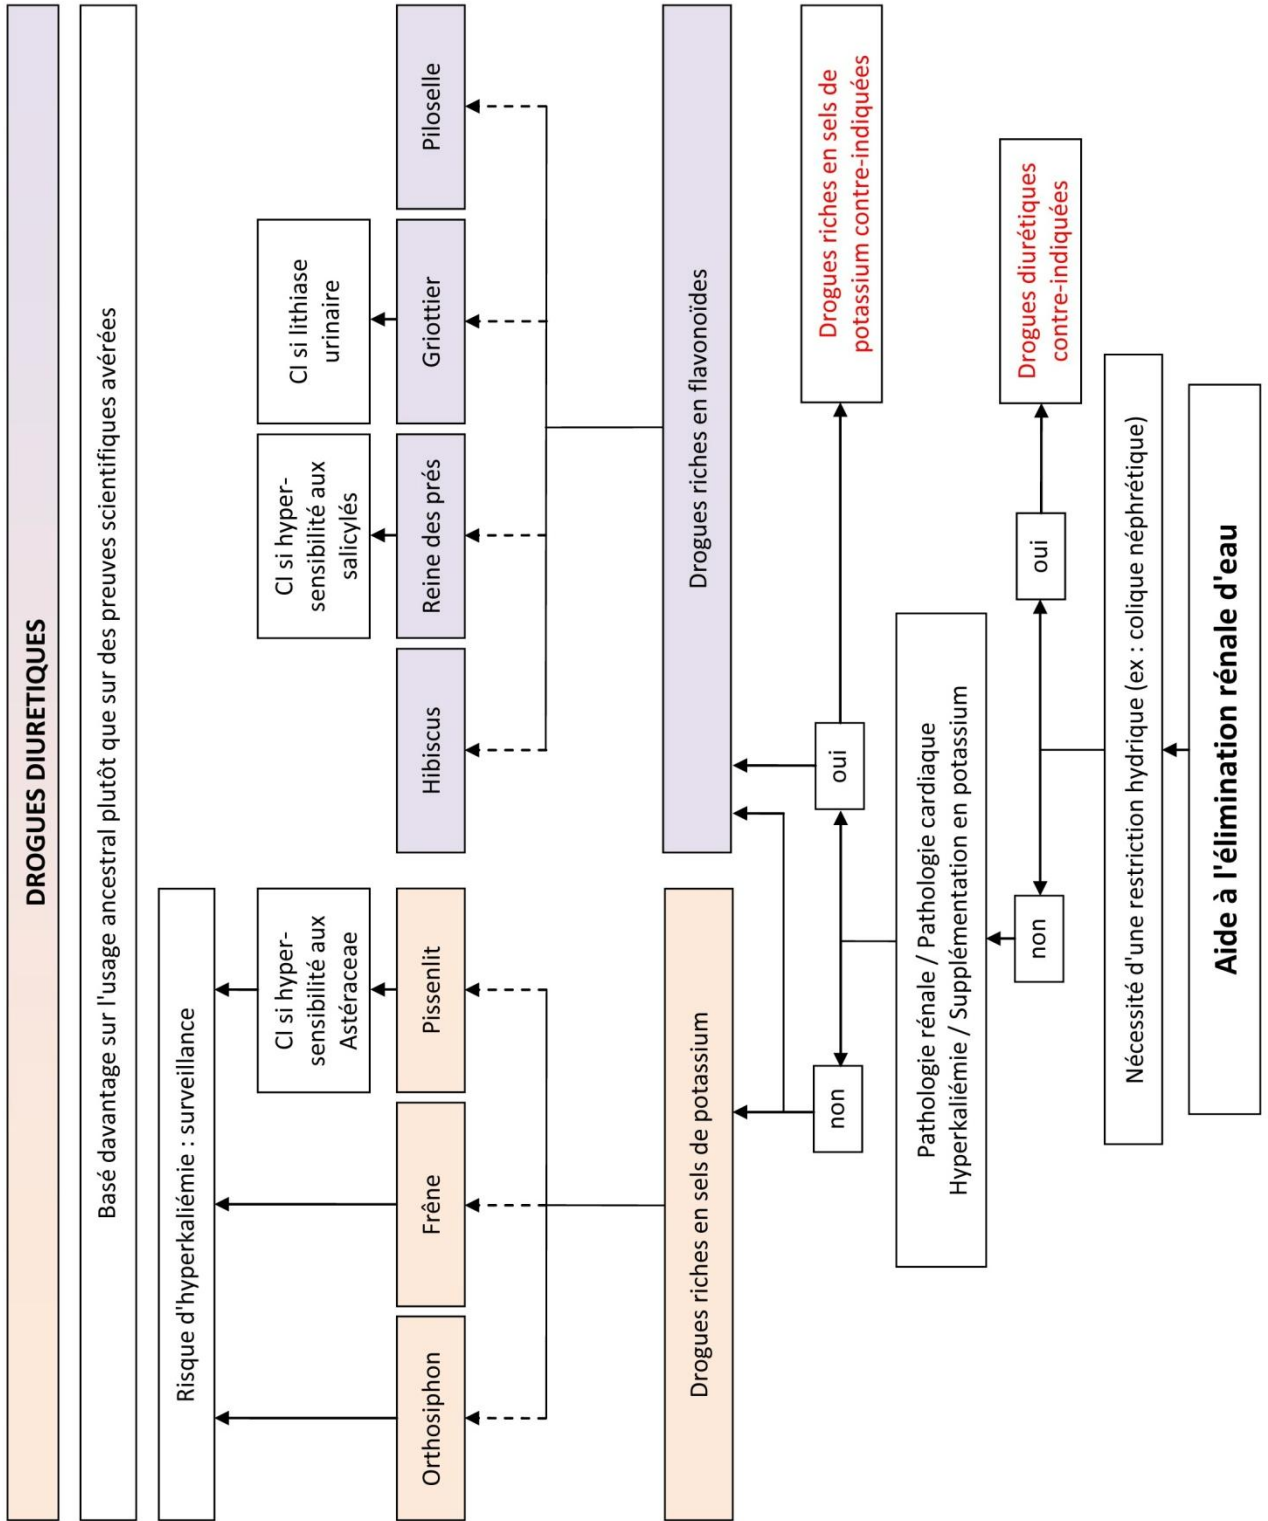 DROGUES DIURETIQUES
Basé davantage sur l'usage ancestral plutôt que sur des preuves scientifiques avérées
Risque d'hyperkaliémie : surveillance
CI si hyper-
sensibilité aux
Astéraceae
CI si hyper-
sensibilité aux
salicylés
CI si lithiase
urinaire
Orthosiphon
Frêne
Pissenlit
Hibiscus
Reine des prés
Griottier
Piloselle
Drogues riches en sels de potassium
Drogues riches en flavonoïdes
non
oui
Drogues riches en sels de
potassium contre-indiquées
Pathologie rénale / Pathologie cardiaque
Hyperkaliémie / Supplémentation en potassium
non
oui
Drogues diurétiques
contre-indiquées
Nécessité d'une restriction hydrique (ex : colique néphrétique)
Aide à l'élimination rénale d'eau